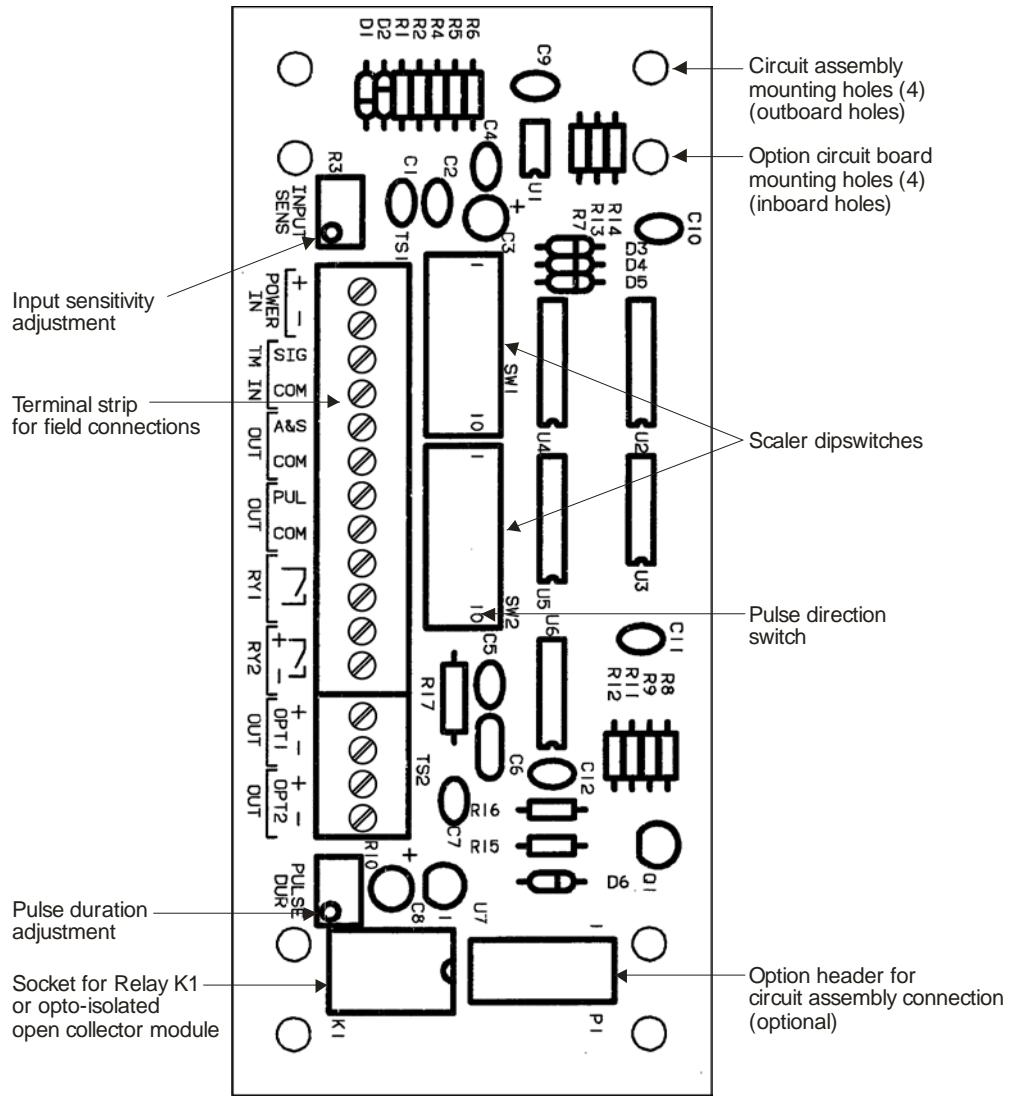 D1
D2
R1
R2
R4
R5
R6
C9
C4
U1
R3
C1
C2
INPUT
SENS
TS1
+
C3
R7
R13
R14
C10
D3
D4
D5
Circuit assembly
mounting holes (4)
(outboard holes)
Option circuit board
mounting holes (4)
(inboard holes)
Input sensitivity
adjustment
Terminal strip
for field connections
POWER
IN
+
−
TM
IN
SIG
COM
OUT
A&S
COM
OUT
PUL
COM
RY1
RY2
+
−
OUT
OPT1
+
−
OUT
OPT2
+
−
1
SW1
10
1
SW2
10
U4
U2
U5
U3
U6
Scaler dipswitches
Pulse direction
switch
C5
C11
R17
R12
R11
R9
R8
TS2
C6
C12
C7
R16
R15
D6
Q1
R10
+
PULSE
DUR
C8
1
U7
1
K1
P1
Pulse duration
adjustment
Socket for Relay K1
or opto-isolated
open collector module
Option header for
circuit assembly connection
(optional)